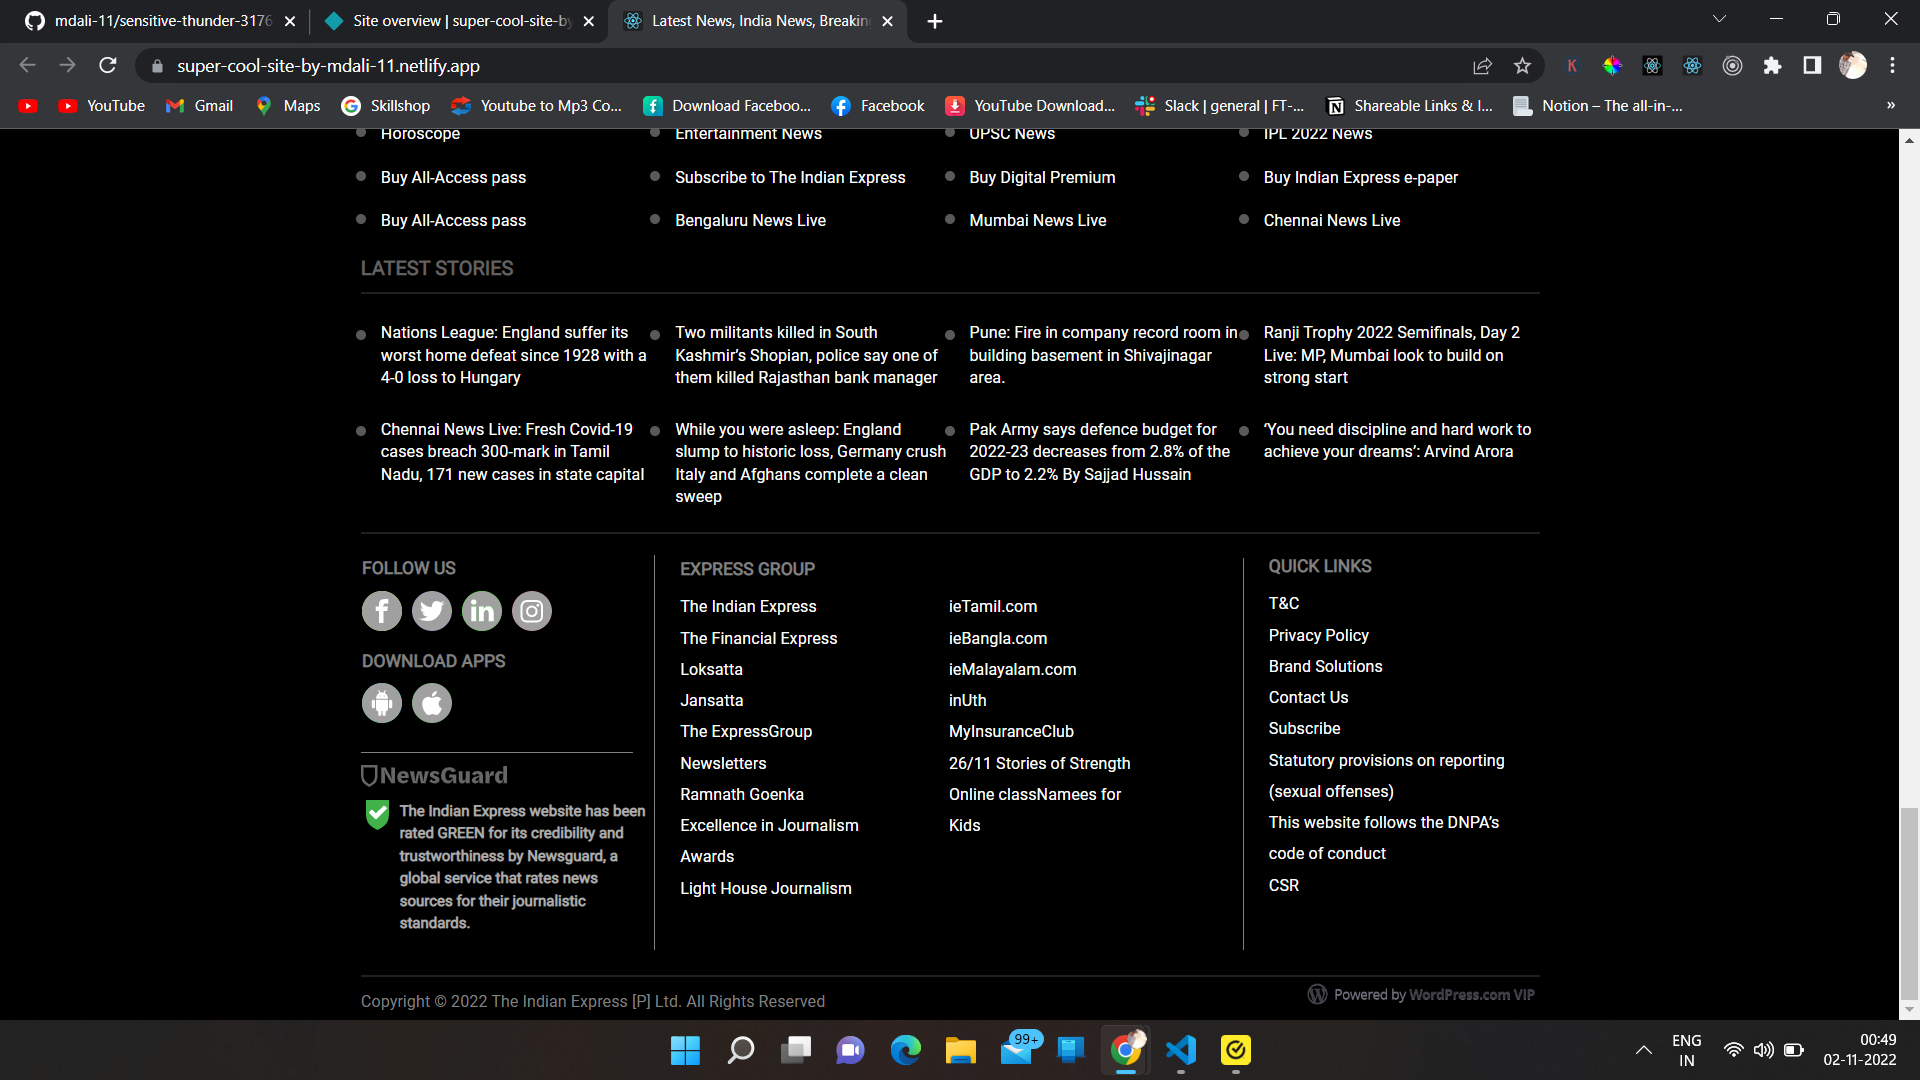 mdali-11/sensitive-thunder-3176
Site overview | super-cool-site-by
Latest News, India News, Breakin
super-cool-site-by-mdali-11.netlify.app
K
YouTube
Gmail
Maps
Skillshop
Youtube to Mp3 Co...
Download Faceboo...
Facebook
YouTube Download...
Slack | general | FT-...
Shareable Links & I...
Notion – The all-in-...
»
Horoscope
Entertainment News
UPSC News
IPL 2022 News
Buy All-Access pass
Subscribe to The Indian Express
Buy Digital Premium
Buy Indian Express e-paper
Buy All-Access pass
Bengaluru News Live
Mumbai News Live
Chennai News Live
LATEST STORIES
Nations League: England suffer its
worst home defeat since 1928 with a
4-0 loss to Hungary
Two militants killed in South
Kashmir’s Shopian, police say one of
them killed Rajasthan bank manager
Pune: Fire in company record room in
building basement in Shivajinagar
area.
Ranji Trophy 2022 Semifinals, Day 2
Live: MP, Mumbai look to build on
strong start
Chennai News Live: Fresh Covid-19
cases breach 300-mark in Tamil
Nadu, 171 new cases in state capital
While you were asleep: England
slump to historic loss, Germany crush
Italy and Afghans complete a clean
sweep
Pak Army says defence budget for
2022-23 decreases from 2.8% of the
GDP to 2.2% By Sajjad Hussain
‘You need discipline and hard work to
achieve your dreams’: Arvind Arora
FOLLOW US
DOWNLOAD APPS
NewsGuard
The Indian Express website has been
rated GREEN for its credibility and
trustworthiness by Newsguard, a
global service that rates news
sources for their journalistic
standards.
EXPRESS GROUP
The Indian Express
The Financial Express
Loksatta
Jansatta
The ExpressGroup
Newsletters
Ramnath Goenka
Excellence in Journalism
Awards
Light House Journalism
ieTamil.com
ieBangla.com
ieMalayalam.com
inUth
MyInsuranceClub
26/11 Stories of Strength
Online classNamees for
Kids
QUICK LINKS
T&C
Privacy Policy
Brand Solutions
Contact Us
Subscribe
Statutory provisions on reporting
(sexual offenses)
This website follows the DNPA’s
code of conduct
CSR
Copyright © 2022 The Indian Express [P] Ltd. All Rights Reserved
Powered by WordPress.com VIP
99+
ENG
IN
00:49
02-11-2022